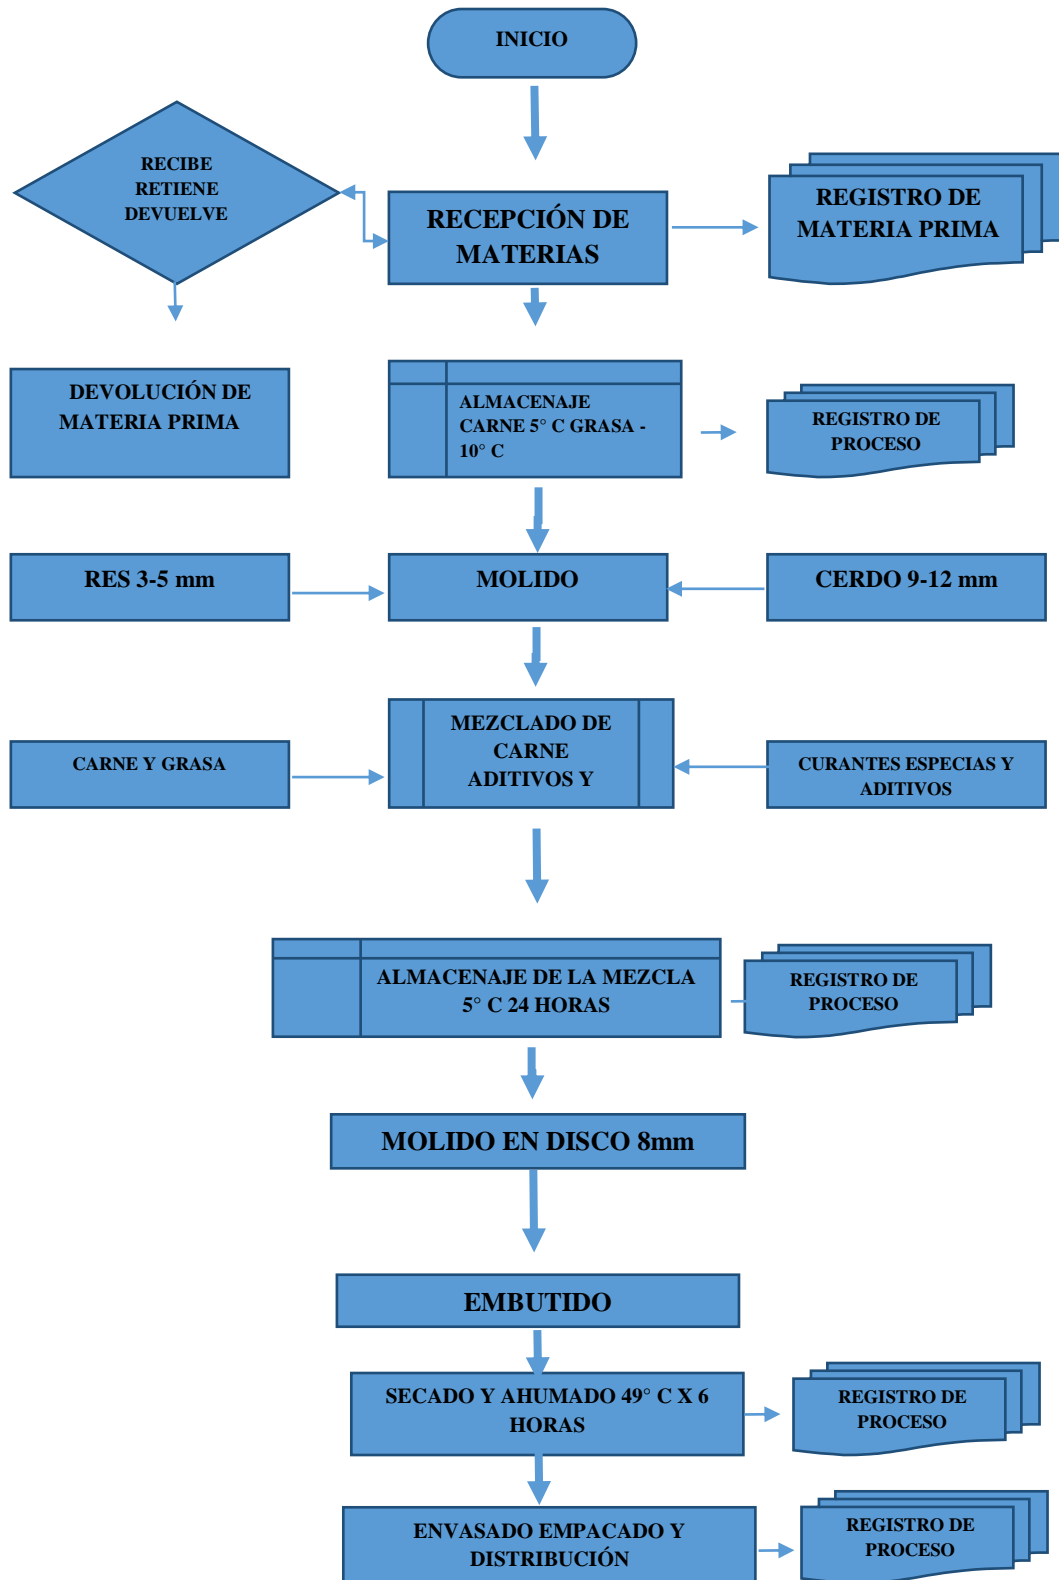 INICIO
RECIBE
RETIENE
DEVUELVE
RECEPCIÓN DE
MATERIAS
REGISTRO DE
MATERIA PRIMA
DEVOLUCIÓN DE
MATERIA PRIMA
ALMACENAJE
CARNE 5° C GRASA -
10° C
REGISTRO DE
PROCESO
RES 3-5 mm
MOLIDO
CERDO 9-12 mm
CARNE Y GRASA
MEZCLADO DE
CARNE
ADITIVOS Y
CURANTES ESPECIAS Y
ADITIVOS
ALMACENAJE DE LA MEZCLA
5° C 24 HORAS
REGISTRO DE
PROCESO
MOLIDO EN DISCO 8mm
EMBUTIDO
SECADO Y AHUMADO 49° C X 6
HORAS
REGISTRO DE
PROCESO
ENVASADO EMPACADO Y
DISTRIBUCIÓN
REGISTRO DE
PROCESO